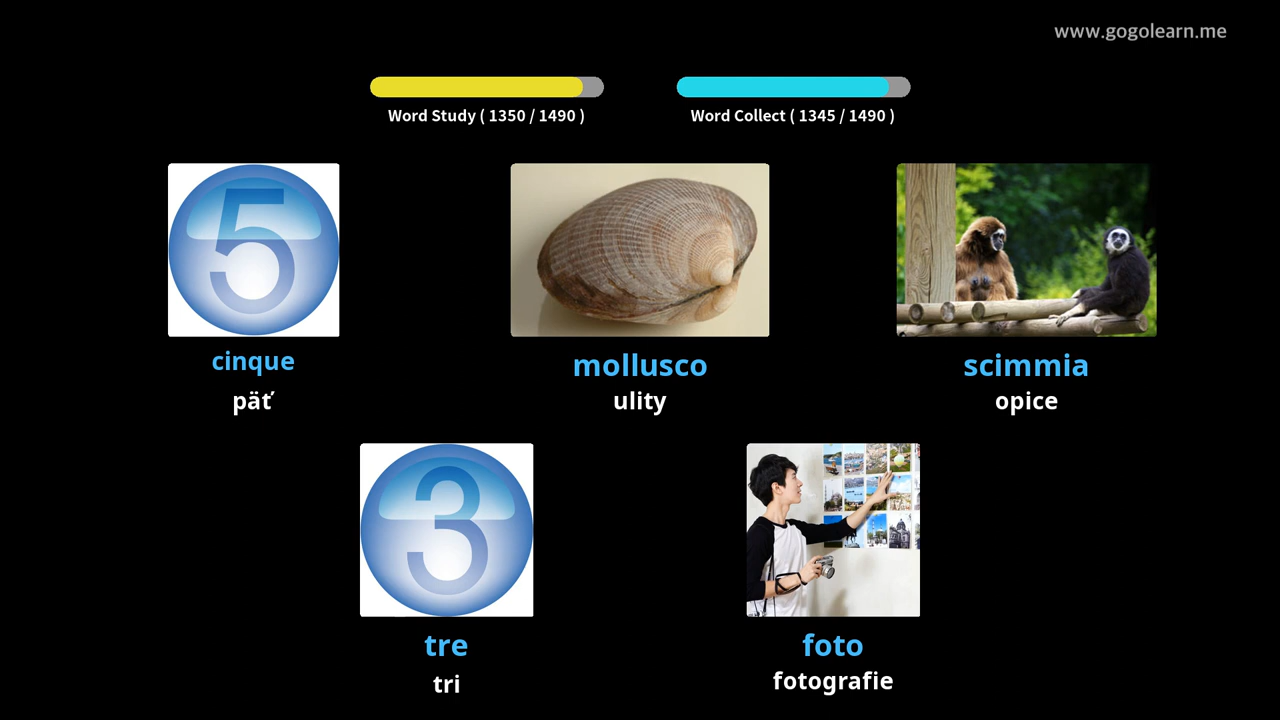 www.gogolearn.me
Word Study ( 1350 / 1490 )
Word Collect ( 1345 / 1490 )
5
cinque
päť
mollusco
ulity
scimmia
opice
3
tre
tri
foto
fotografie